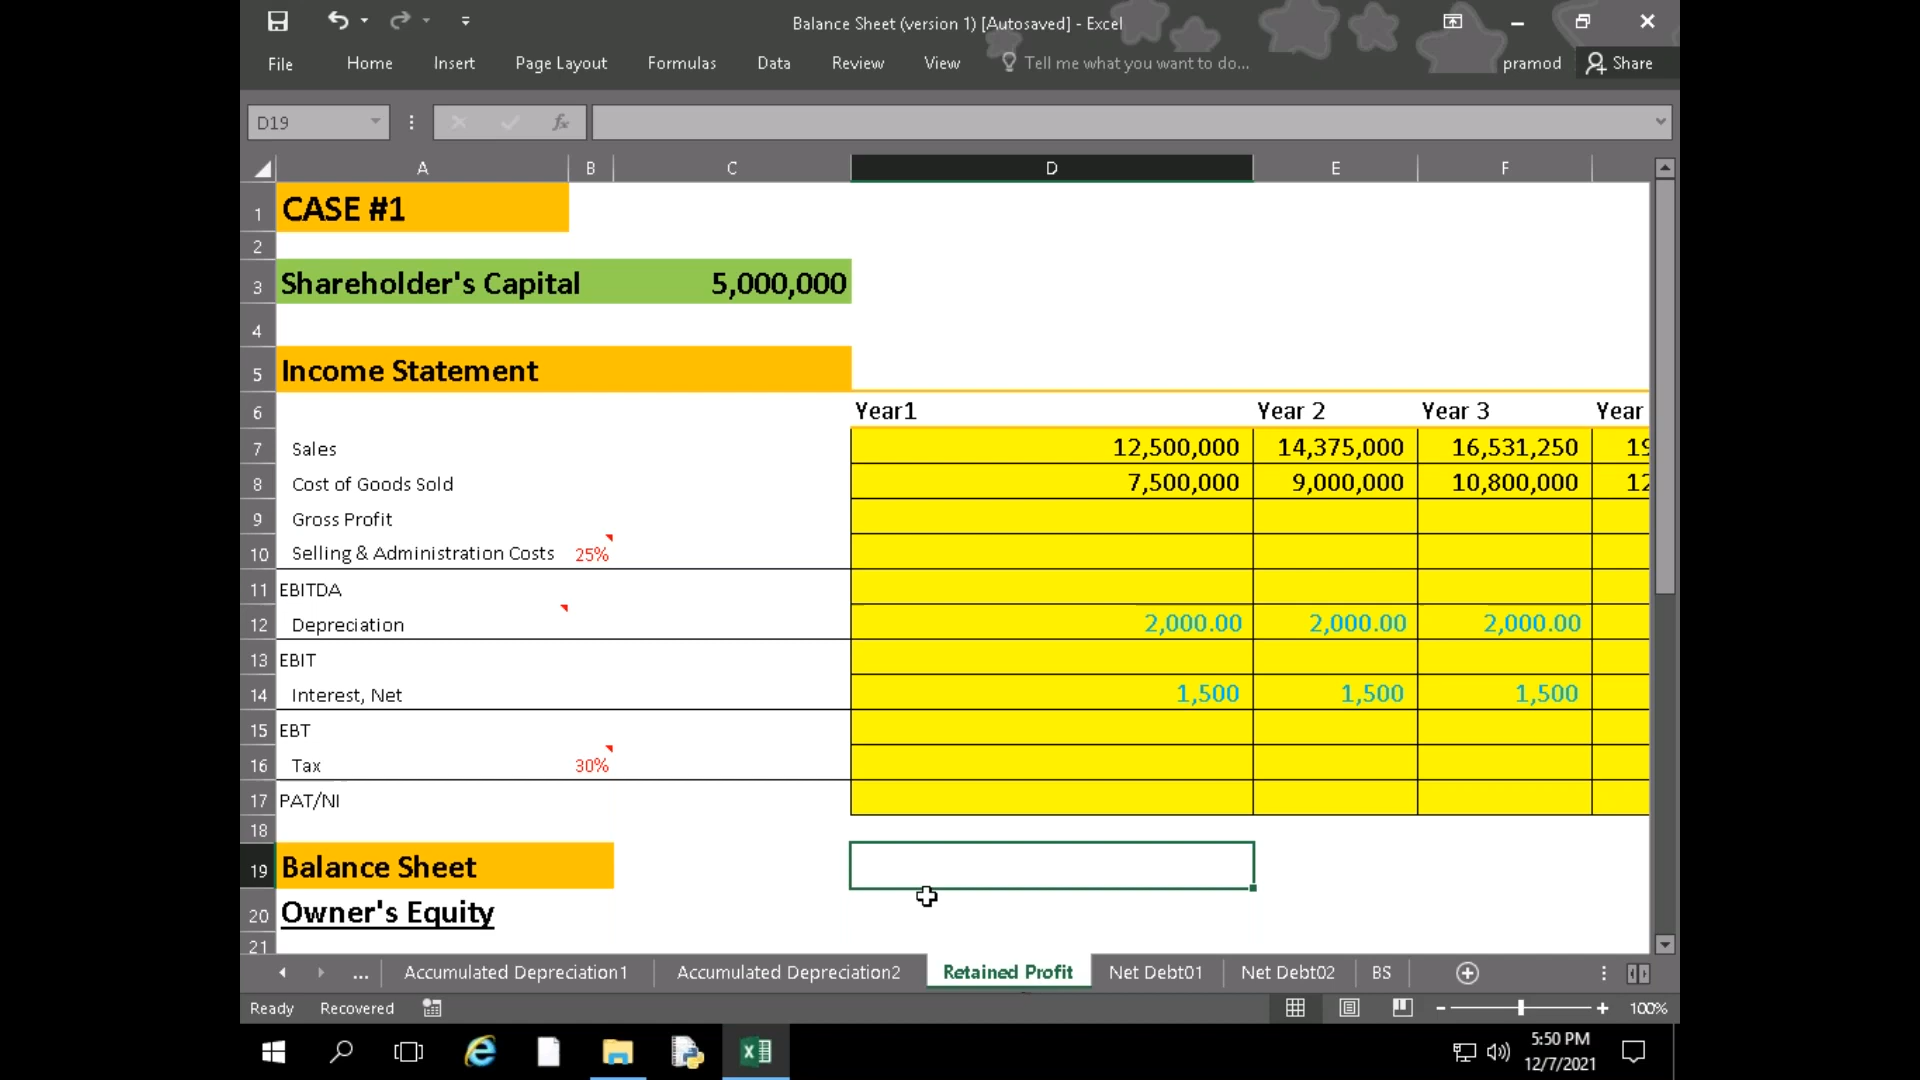 Balance Sheet (version 1) [Autosaved] - Excel
File Home Insert Page Layout Formulas Data Review View Tell me what you want to do... pramod Share
D19 fx
A B C D E F
1 CASE #1
2
3 Shareholder's Capital 5,000,000
4
5 Income Statement
6 Year1 Year 2 Year 3 Year
7 Sales 12,500,000 14,375,000 16,531,250 19
8 Cost of Goods Sold 7,500,000 9,000,000 10,800,000 12
9 Gross Profit
10 Selling & Administration Costs 25%
11 EBITDA
12 Depreciation 2,000.00 2,000.00 2,000.00
13 EBIT
14 Interest, Net 1,500 1,500 1,500
15 EBT
16 Tax 30%
17 PAT/NI
18
19 Balance Sheet
20 Owner's Equity
21
... Accumulated Depreciation1 Accumulated Depreciation2 Retained Profit Net Debt01 Net Debt02 BS
Ready Recovered 100%
5:50 PM
12/7/2021